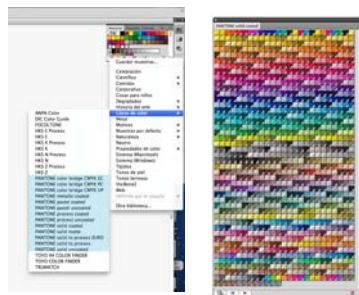 Guardar muestras...
Celebración
Científico
Comidas
Corporativo
Cosas para niños
Degradados
Historia del arte
Libros de color
Metal
Moteos
Muestras por defecto
Naturaleza
Neutro
Propiedades de color
Sistema (Macintosh)
Sistema (Windows)
Tejidos
Tonos de piel
Tonos terrosos
VisiBone2
Web
Otra biblioteca...
ANPA Color
DIC Color Guide
FOCOLTONE
HKS E Process
HKS E
HKS K Process
HKS K
HKS N Process
HKS N
HKS Z Process
HKS Z
PANTONE color bridge CMYK EC
PANTONE color bridge CMYK PC
PANTONE color bridge CMYK UP
PANTONE metallic coated
PANTONE pastel coated
PANTONE pastel uncoated
PANTONE process coated
PANTONE process uncoated
PANTONE solid coated
PANTONE solid matte
PANTONE solid to process EURO
PANTONE solid to process
PANTONE solid uncoated
TOYO 94 COLOR FINDER
TOYO COLOR FINDER
TRUMATCH
PANTONE solid coated